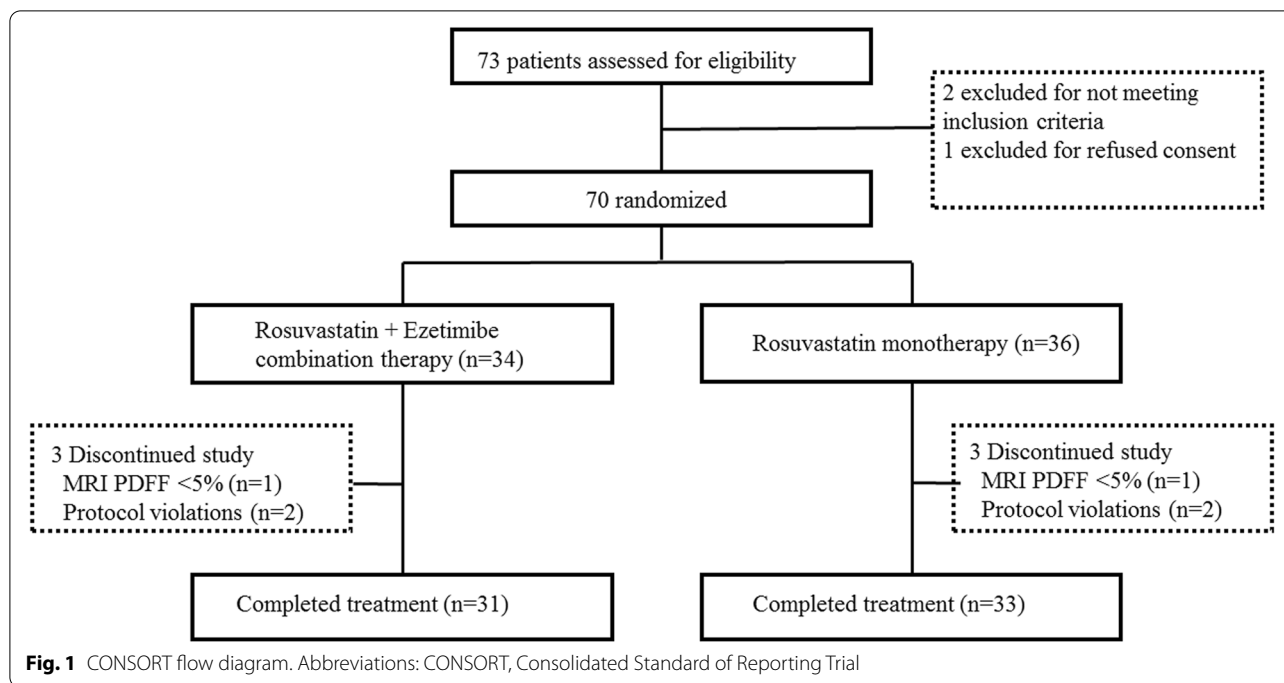 73 patients assessed for eligibility
2 excluded for not meeting
inclusion criteria
1 excluded for refused consent
70 randomized
Rosuvastatin + Ezetimibe
combination therapy (n=34)
Rosuvastatin monotherapy (n=36)
3 Discontinued study
MRI PDFF <5% (n=1)
Protocol violations (n=2)
3 Discontinued study
MRI PDFF <5% (n=1)
Protocol violations (n=2)
Completed treatment (n=31)
Completed treatment (n=33)
Fig. 1 CONSORT flow diagram. Abbreviations: CONSORT, Consolidated Standard of Reporting Trial